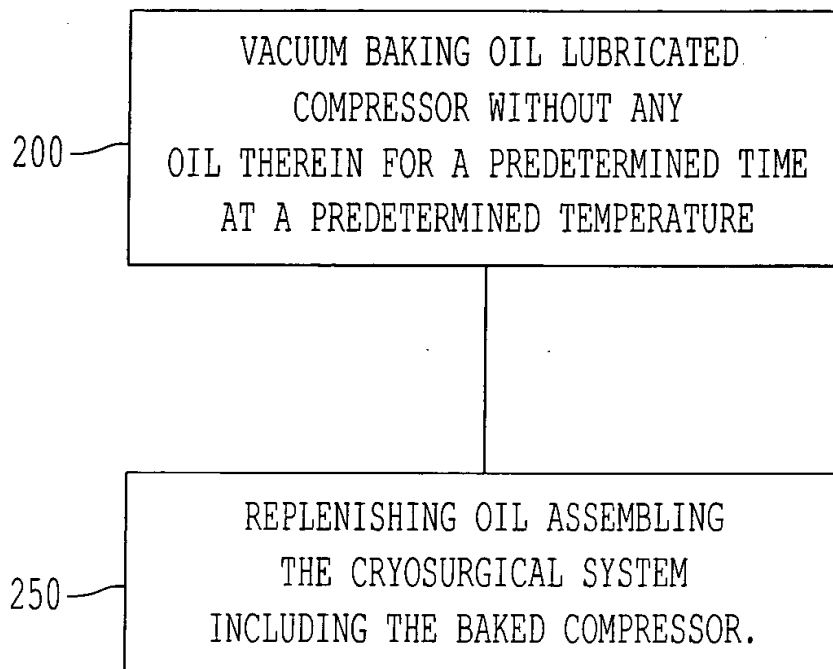 VACUUM BAKING OIL LUBRICATED
COMPRESSOR WITHOUT ANY
OIL THEREIN FOR A PREDETERMINED TIME
AT A PREDETERMINED TEMPERATURE
200
REPLENISHING OIL ASSEMBLING
THE CRYOSURGICAL SYSTEM
INCLUDING THE BAKED COMPRESSOR.
250